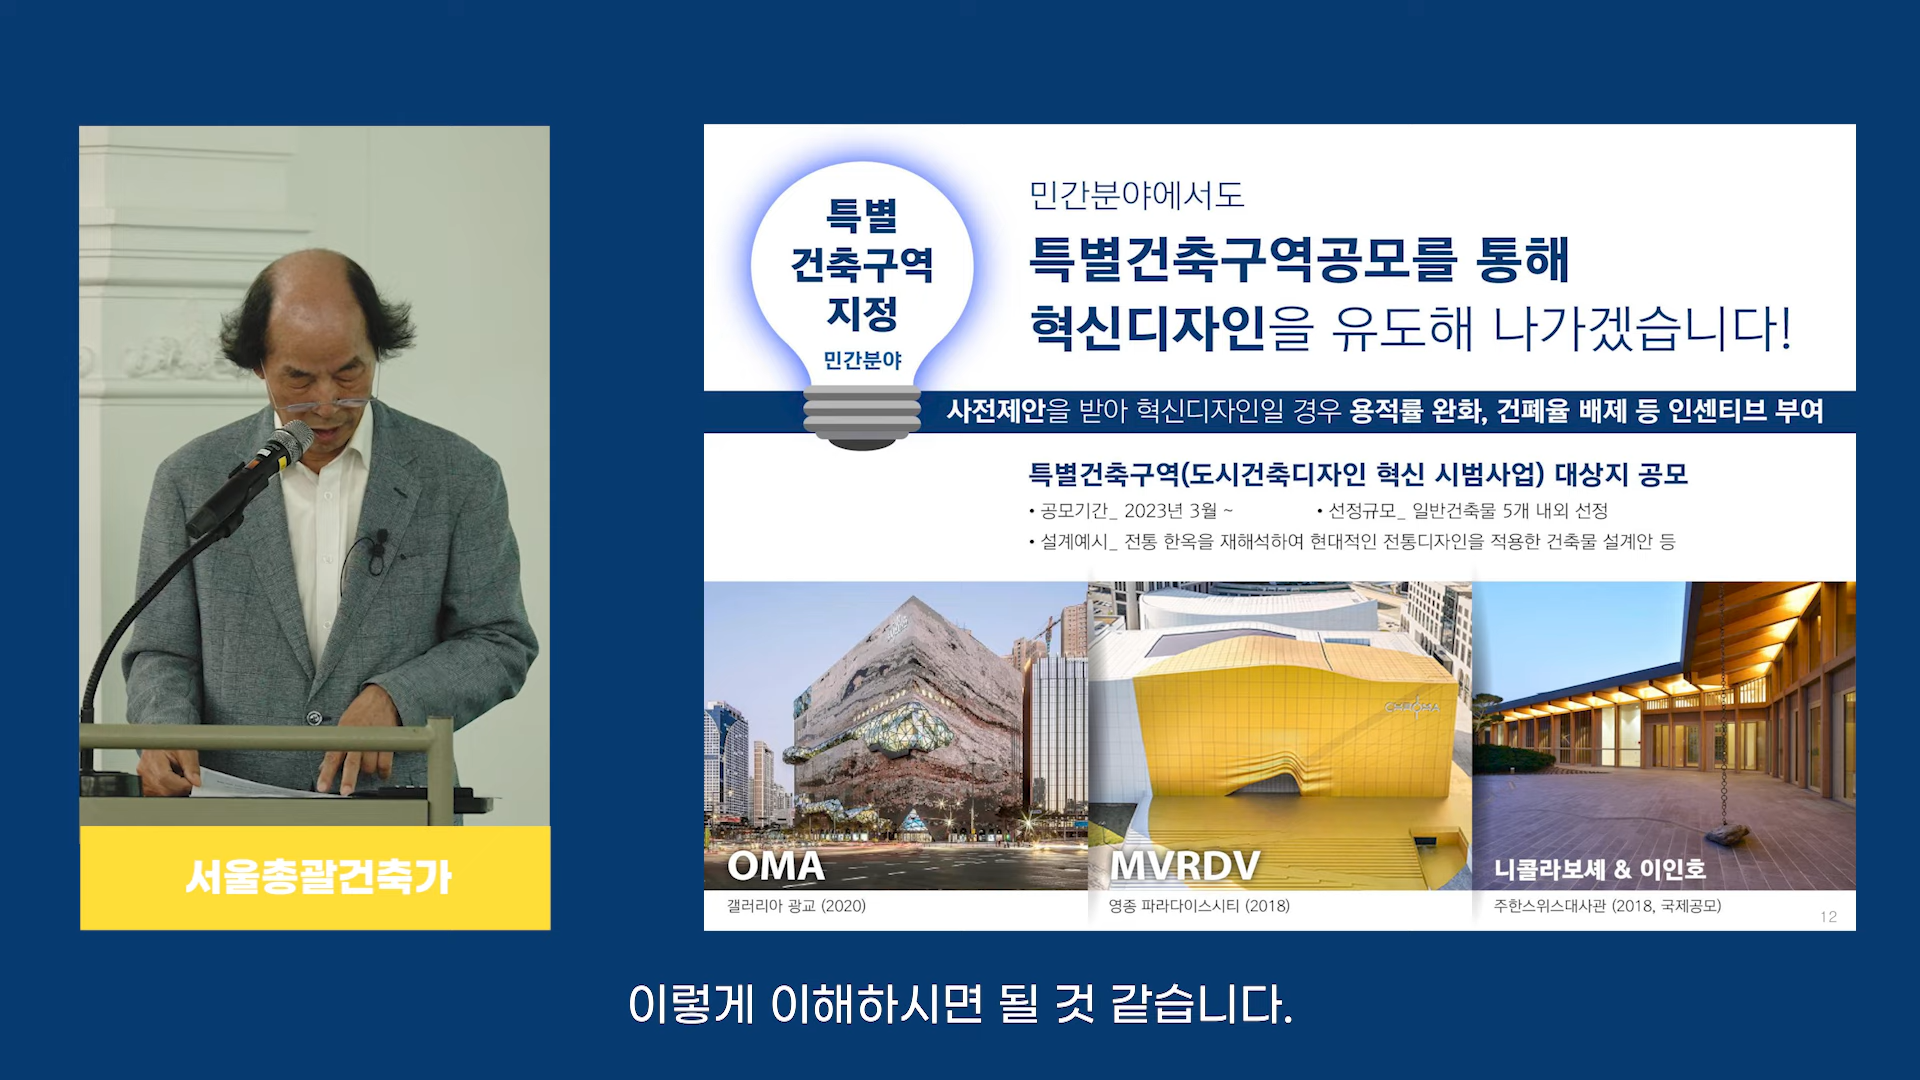 특별
건축구역
지정
민간분야
민간분야에서도
특별건축구역공모를 통해
혁신디자인을 유도해 나가겠습니다!
사전제안을 받아 혁신디자인일 경우 용적률 완화, 건폐율 배제 등 인센티브 부여
특별건축구역(도시건축디자인 혁신 시범사업) 대상지 공모
• 공모기간_ 2023년 3월 ~ • 선정규모_ 일반건축물 5개 내외 선정
• 설계예시_ 전통 한옥을 재해석하여 현대적인 전통디자인을 적용한 건축물 설계안 등
OMA
갤러리아 광교 (2020)
MVRDV
영종 파라다이스시티 (2018)
니콜라보셰 & 이인호
주한스위스대사관 (2018, 국제공모)
12
서울총괄건축가
이렇게 이해하시면 될 것 같습니다.